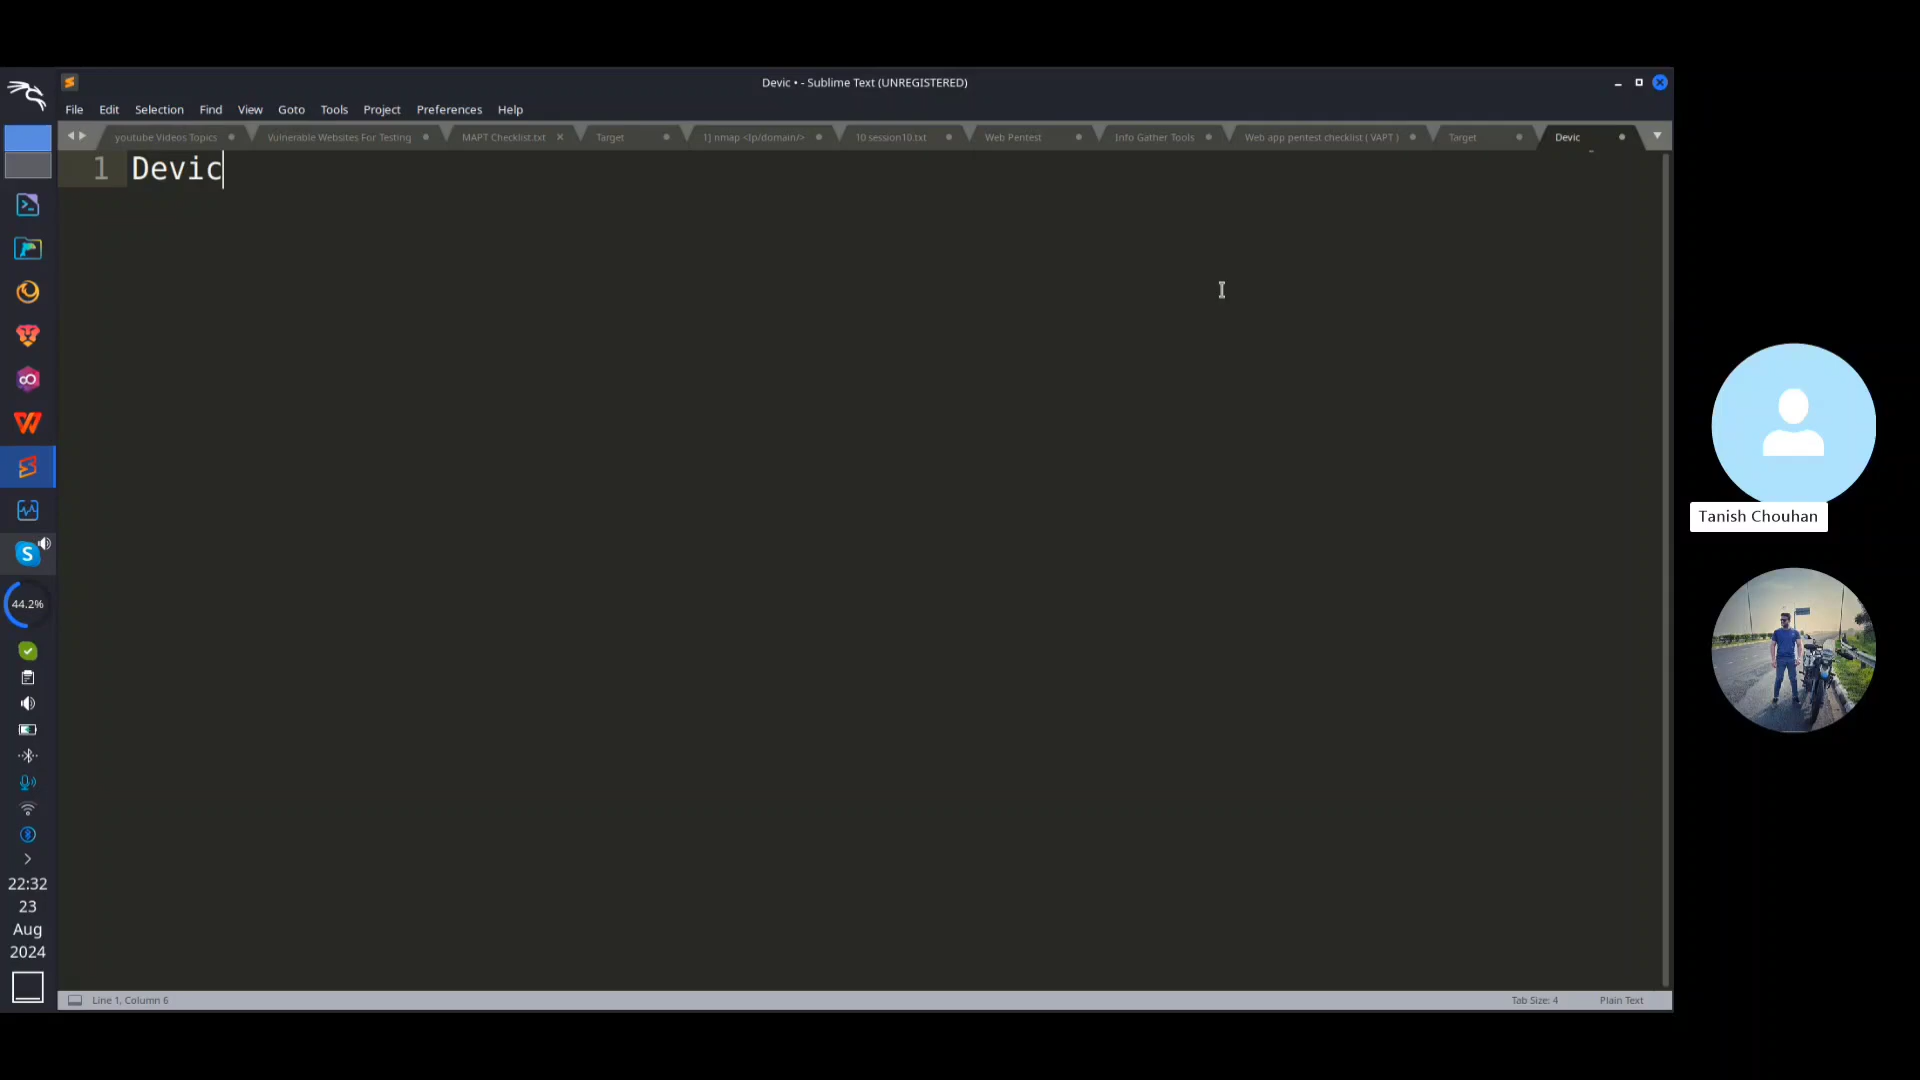 Devic • - Sublime Text (UNREGISTERED)
File Edit Selection Find View Goto Tools Project Preferences Help
youtube Videos Topics Vulnerable Websites For Testing MAPT Checklist.txt Target 1] nmap <Ip/domain/> 10 session10.txt Web Pentest Info Gather Tools Web app pentest checklist ( VAPT ) Target Devic
1 Devic
Tanish Chouhan
44.2%
22:32
23
Aug
2024
Line 1, Column 6 Tab Size: 4 Plain Text